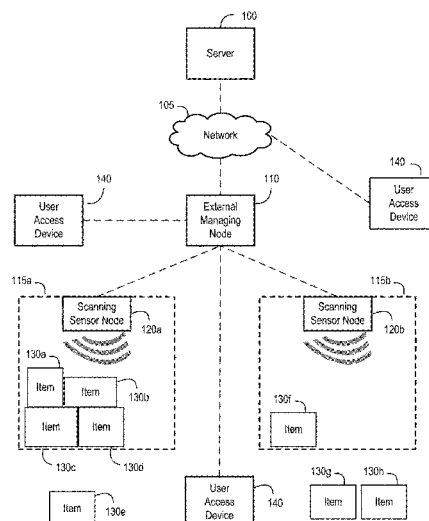 100
Server
105
Network
140
User
Access
Device
110
External
Managing
Node
140
User
Access
Device
115a
Scanning
Sensor Node
120a
130a
Item
Item
130b
Item
Item
130c
130d
Item
130e
115b
Scanning
Sensor Node
120b
130f
Item
User
Access
Device
140
130g
130h
Item
Item